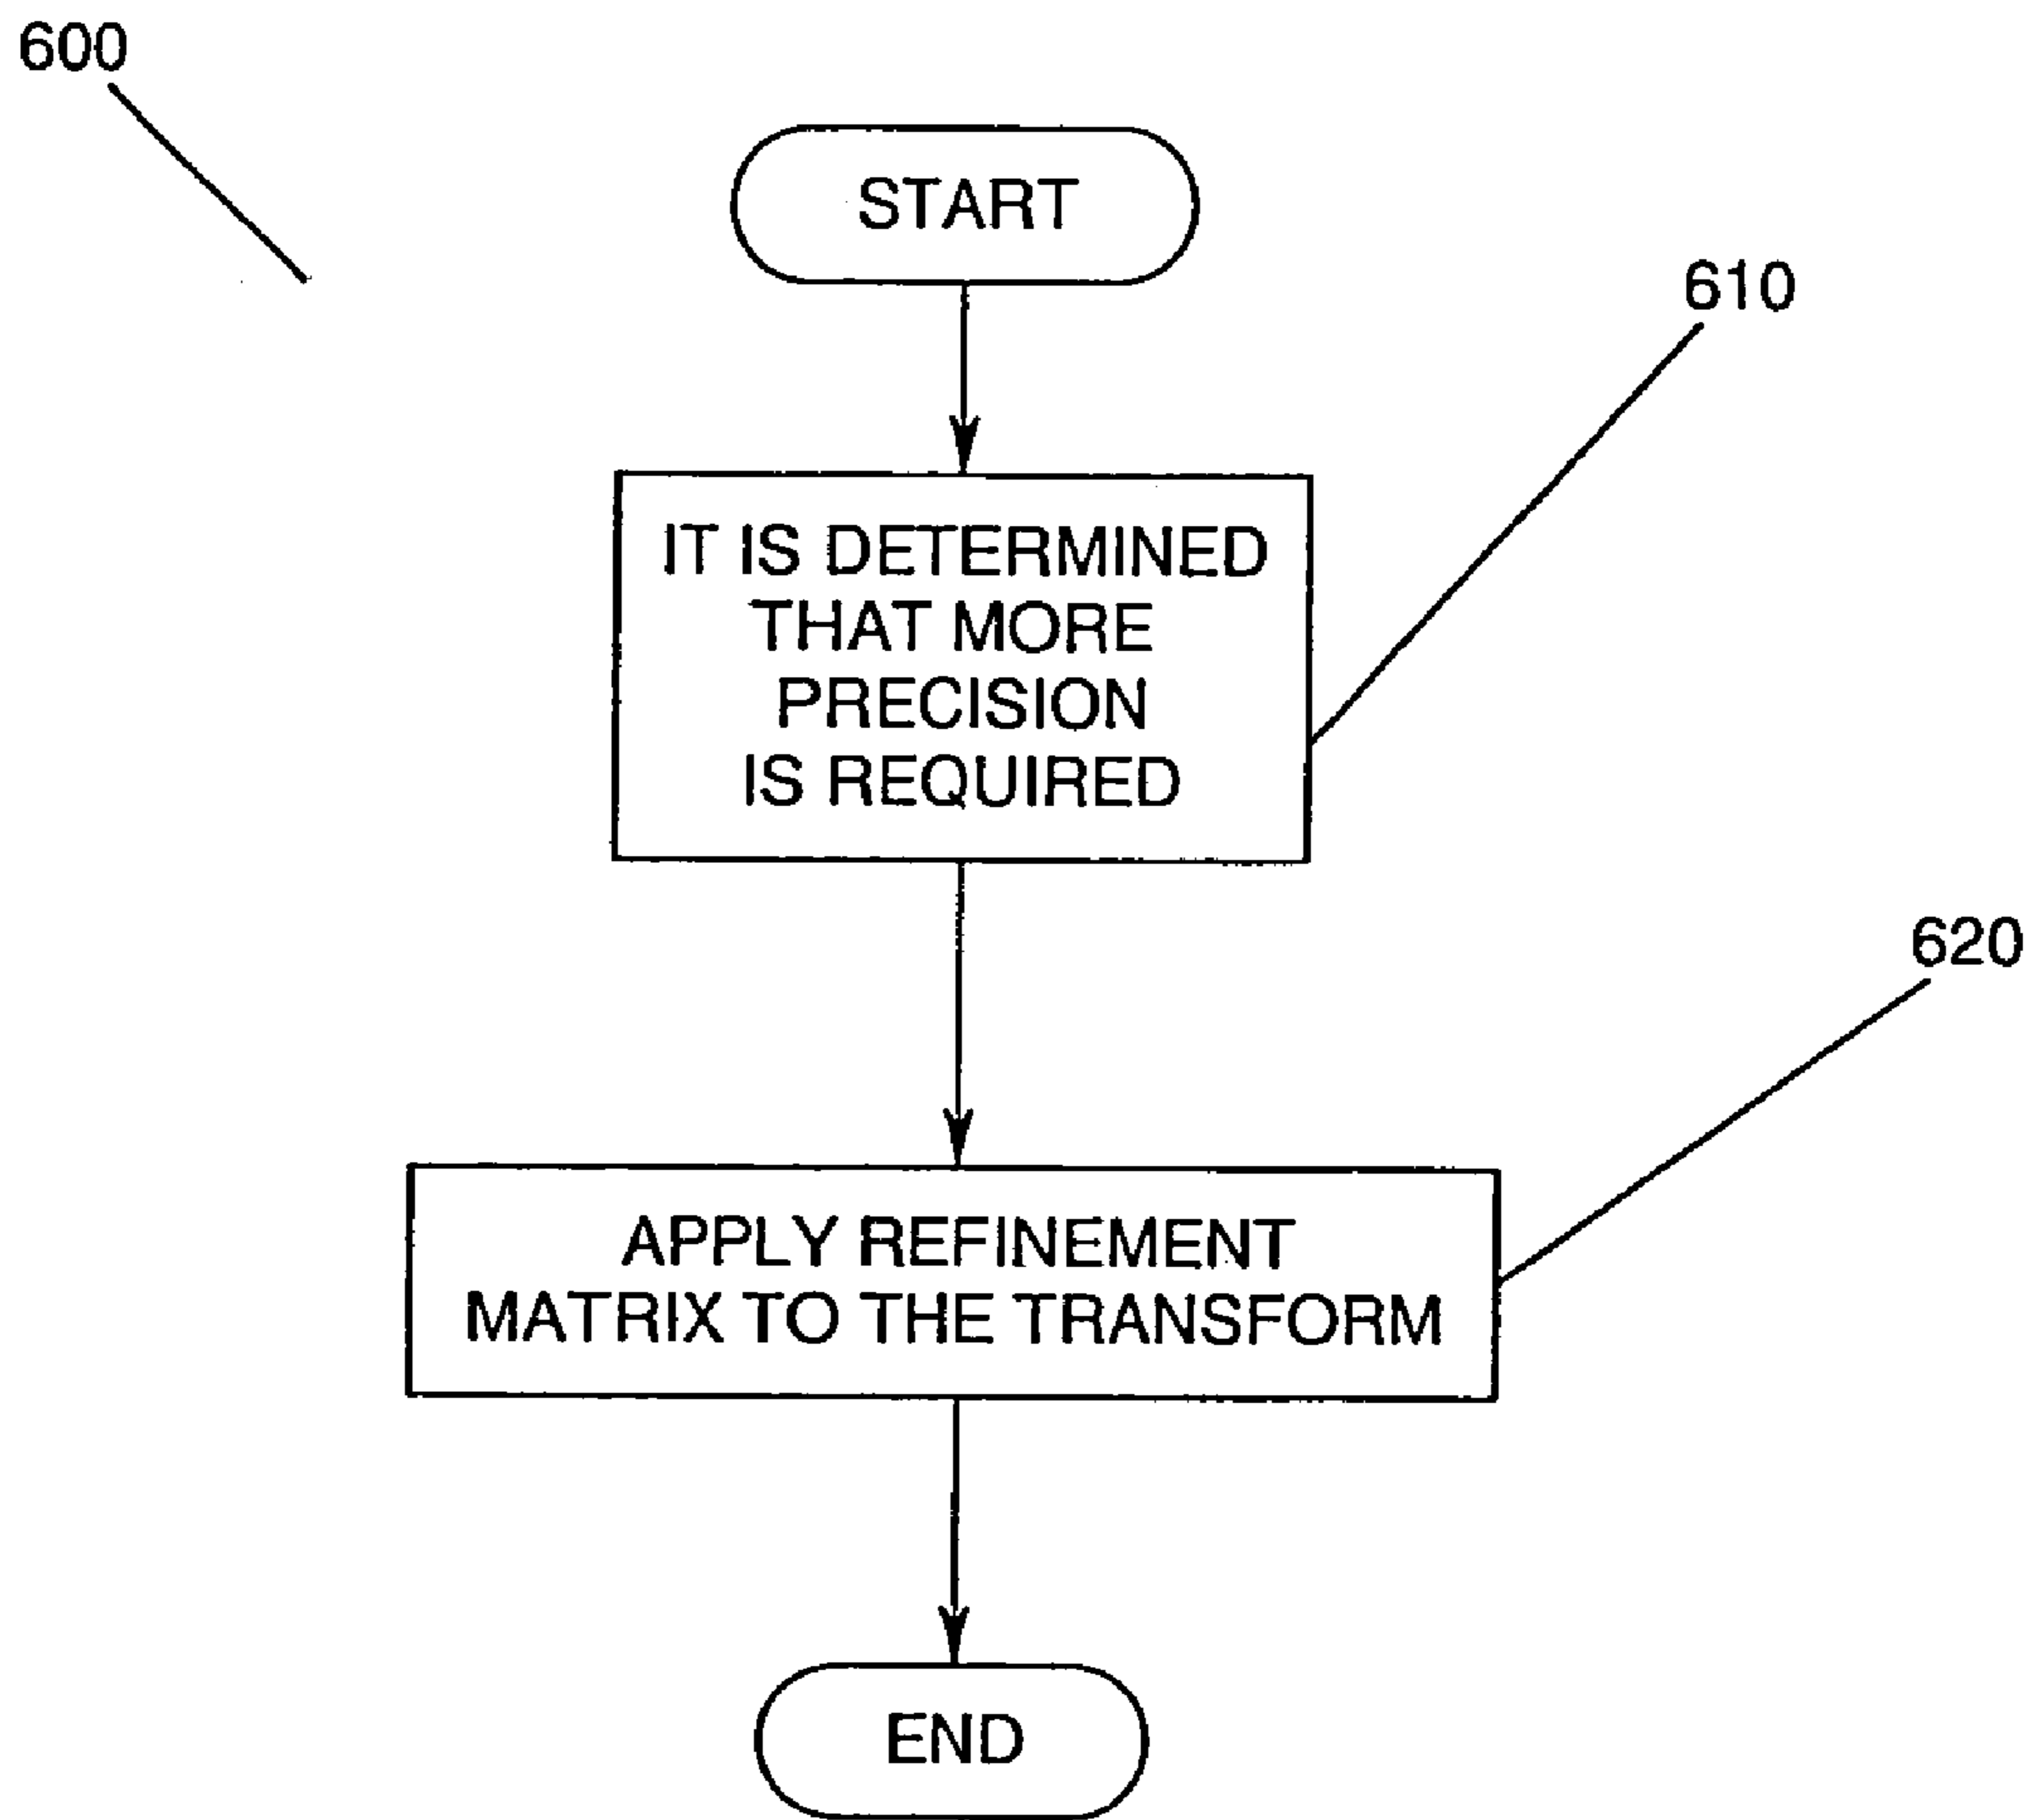 600
START
610
IT IS DETERMINED
THAT MORE
PRECISION
IS REQUIRED
620
APPLY REFINEMENT
MATRIX TO THE TRANSFORM
END